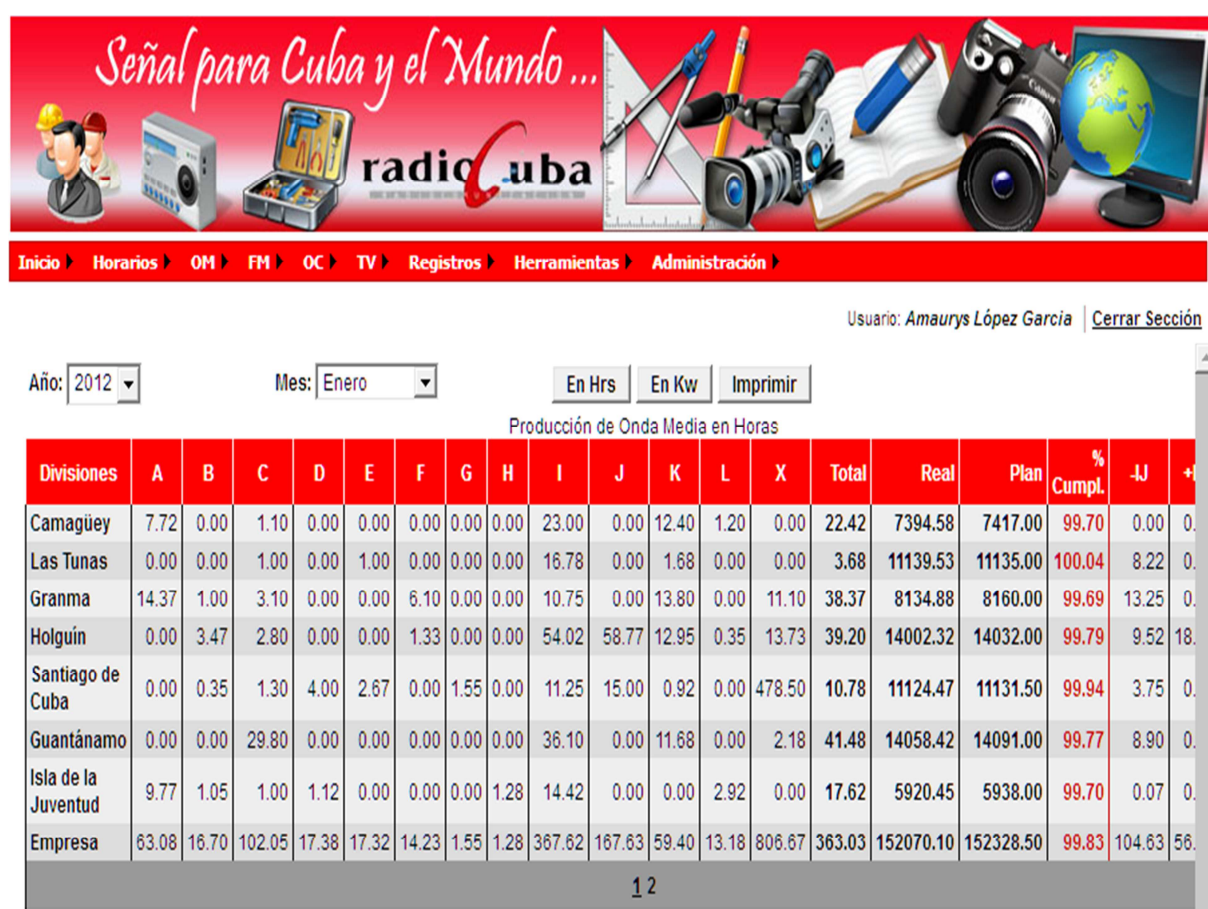 Señal para Cuba y el Mundo ...
radioCuba
Canon
Inicio Horarios OM FM OC TV Registros Herramientas Administración
Usuario: Amaurys López Garcia Cerrar Sección
Año: 2012 Mes: Enero En Hrs En Kw Imprimir
Producción de Onda Media en Horas
Divisiones A B C D E F G H I J K L X Total Real Plan % Cumpl. -IJ
Camagüey 7.72 0.00 1.10 0.00 0.00 0.00 0.00 0.00 23.00 0.00 12.40 1.20 0.00 22.42 7394.58 7417.00 99.70 0.00 0.
Las Tunas 0.00 0.00 1.00 0.00 1.00 0.00 0.00 0.00 16.78 0.00 1.68 0.00 0.00 3.68 11139.53 11135.00 100.04 8.22 0.
Granma 14.37 1.00 3.10 0.00 0.00 6.10 0.00 0.00 10.75 0.00 13.80 0.00 11.10 38.37 8134.88 8160.00 99.69 13.25 0.
Holguín 0.00 3.47 2.80 0.00 0.00 1.33 0.00 0.00 54.02 58.77 12.95 0.35 13.73 39.20 14002.32 14032.00 99.79 9.52 18.
Santiago de Cuba 0.00 0.35 1.30 4.00 2.67 0.00 1.55 0.00 11.25 15.00 0.92 0.00 478.50 10.78 11124.47 11131.50 99.94 3.75 0.
Guantánamo 0.00 0.00 29.80 0.00 0.00 0.00 0.00 0.00 36.10 0.00 11.68 0.00 2.18 41.48 14058.42 14091.00 99.77 8.90 0.
Isla de la Juventud 9.77 1.05 1.00 1.12 0.00 0.00 0.00 1.28 14.42 0.00 0.00 2.92 0.00 17.62 5920.45 5938.00 99.70 0.07 0.
Empresa 63.08 16.70 102.05 17.38 17.32 14.23 1.55 1.28 367.62 167.63 59.40 13.18 806.67 363.03 152070.10 152328.50 99.83 104.63 56.
1 2